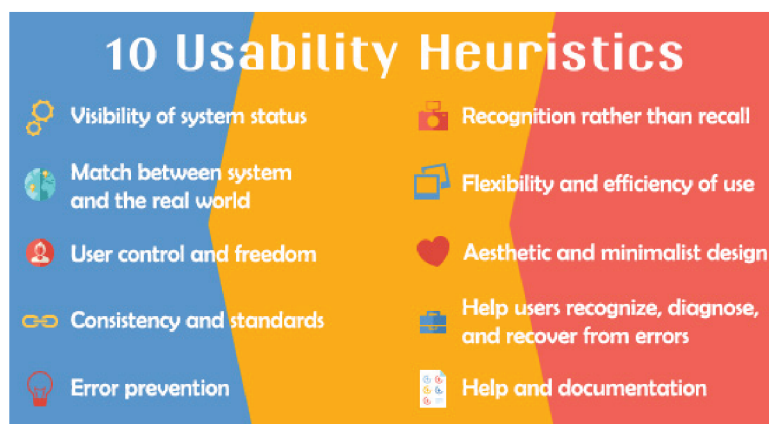 10 Usability Heuristics
Visibility of system status
Match between system
and the real world
User control and freedom
Consistency and standards
Error prevention
Recognition rather than recall
Flexibility and efficiency of use
Aesthetic and minimalist design
Help users recognize, diagnose,
and recover from errors
Help and documentation